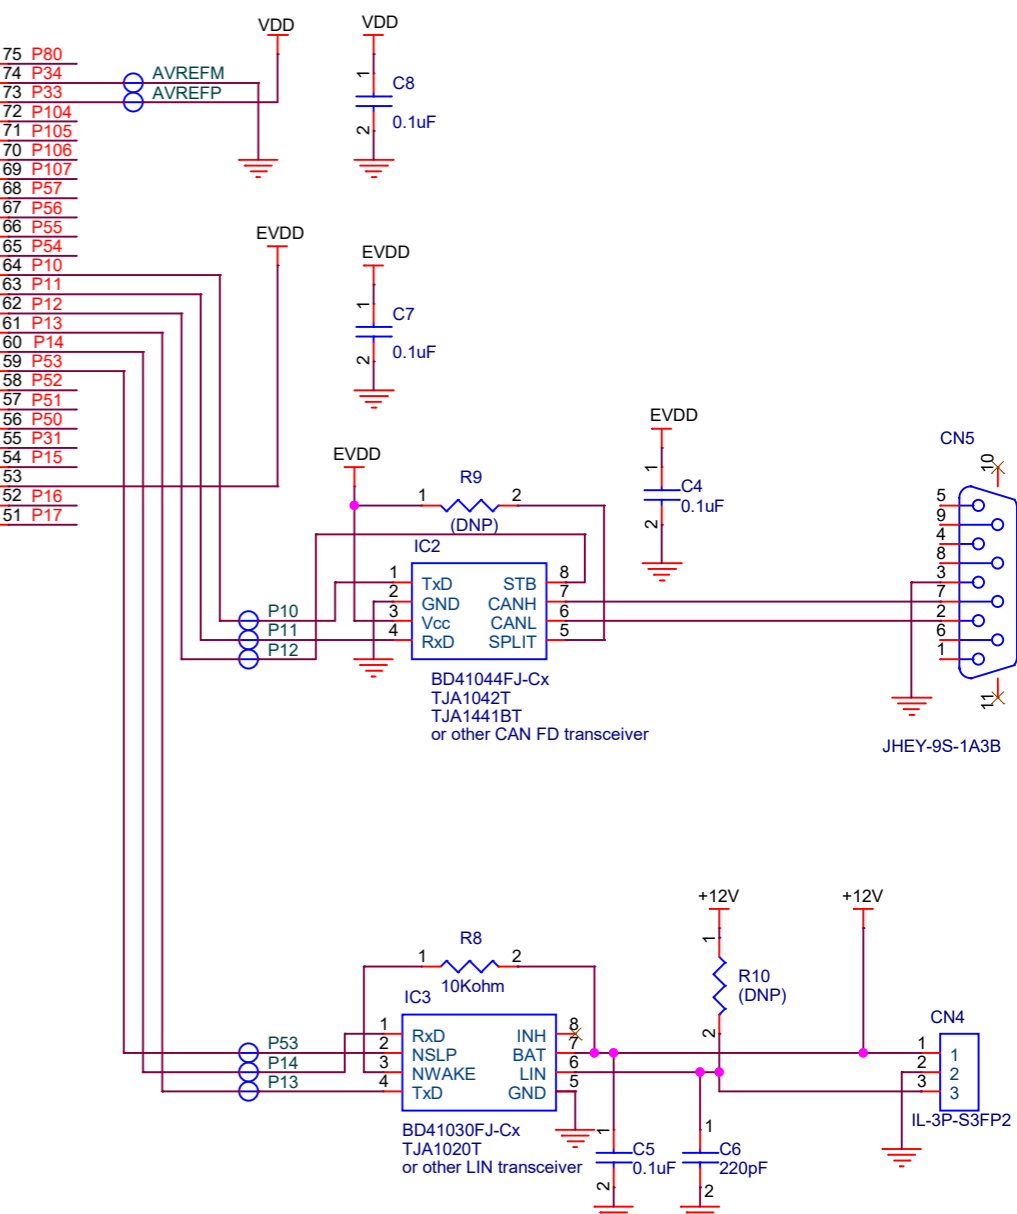 VDD
VDD
75 P80
74 P34 AVREFM
73 P33 AVREFP
72 P104
71 P105
70 P106
69 P107
68 P57
67 P56
66 P55
65 P54
64 P10
63 P11
62 P12
61 P13
60 P14
59 P53
58 P52
57 P51
56 P50
55 P31
54 P15
53
52 P16
51 P17
1
C8
0.1uF
2
EVDD
EVDD
1
C7
0.1uF
2
EVDD
1
C4
0.1uF
2
EVDD
R9
1 2
(DNP)
IC2
1 TxD STB 8
2 GND CANH 7
3 Vcc CANL 6
4 RxD SPLIT 5
P10
P11
P12
BD41044FJ-Cx
TJA1042T
TJA1441BT
or other CAN FD transceiver
CN5
10
5
9
4
8
3
7
2
6
1
11
JHEY-9S-1A3B
+12V
+12V
1
R10
(DNP)
2
R8
1 2
10Kohm
IC3
1 RxD INH 8
2 NSLP BAT 7
3 NWAKE LIN 6
4 TxD GND 5
P53
P14
P13
BD41030FJ-Cx
TJA1020T
or other LIN transceiver
1
C5
0.1uF
2
1
C6
220pF
2
CN4
1 1
2 2
3 3
IL-3P-S3FP2